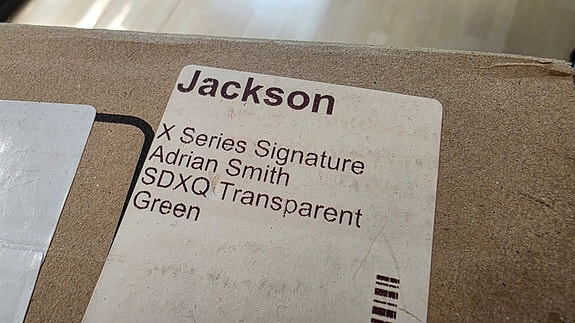 Jackson
X Series Signature
Adrian Smith
SDXQ Transparent
Green